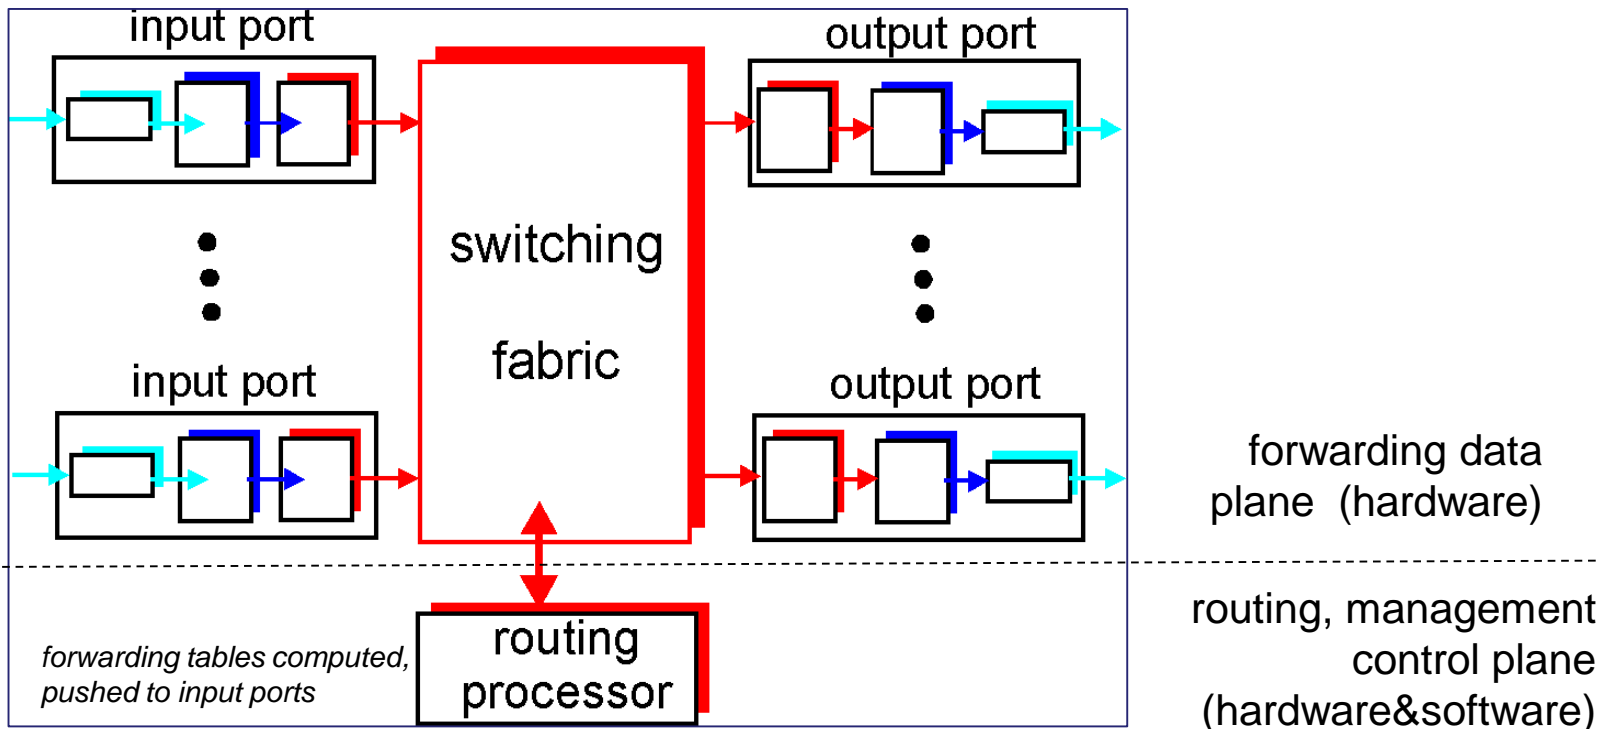 input port
output port
switching
fabric
input port
output port
forwarding data
plane (hardware)
routing, management
control plane
(hardware&software)
forwarding tables computed,
pushed to input ports
routing
processor